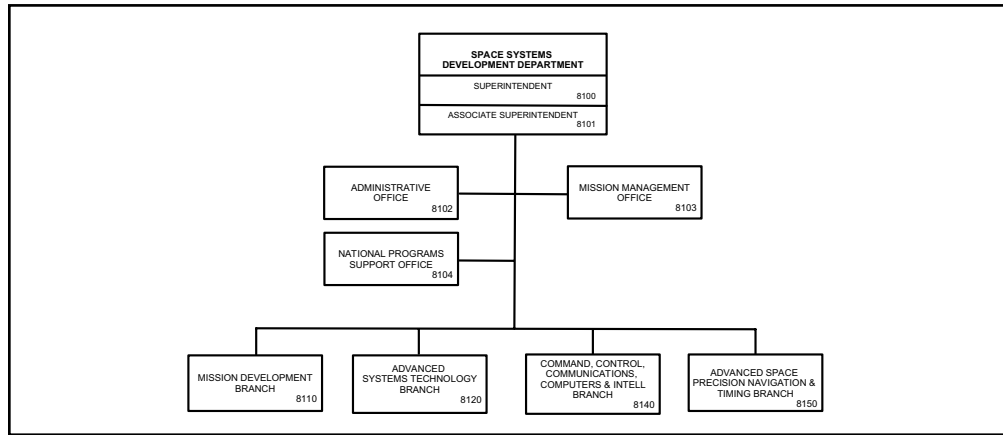 SPACE SYSTEMS
DEVELOPMENT DEPARTMENT
SUPERINTENDENT
8100
ASSOCIATE SUPERINTENDENT
8101
ADMINISTRATIVE
OFFICE
8102
MISSION MANAGEMENT
OFFICE
8103
NATIONAL PROGRAMS
SUPPORT OFFICE
8104
MISSION DEVELOPMENT
BRANCH
8110
ADVANCED
SYSTEMS TECHNOLOGY
BRANCH
8120
COMMAND, CONTROL,
COMMUNICATIONS,
COMPUTERS & INTELL
BRANCH
8140
ADVANCED SPACE
PRECISION NAVIGATION &
TIMING BRANCH
8150